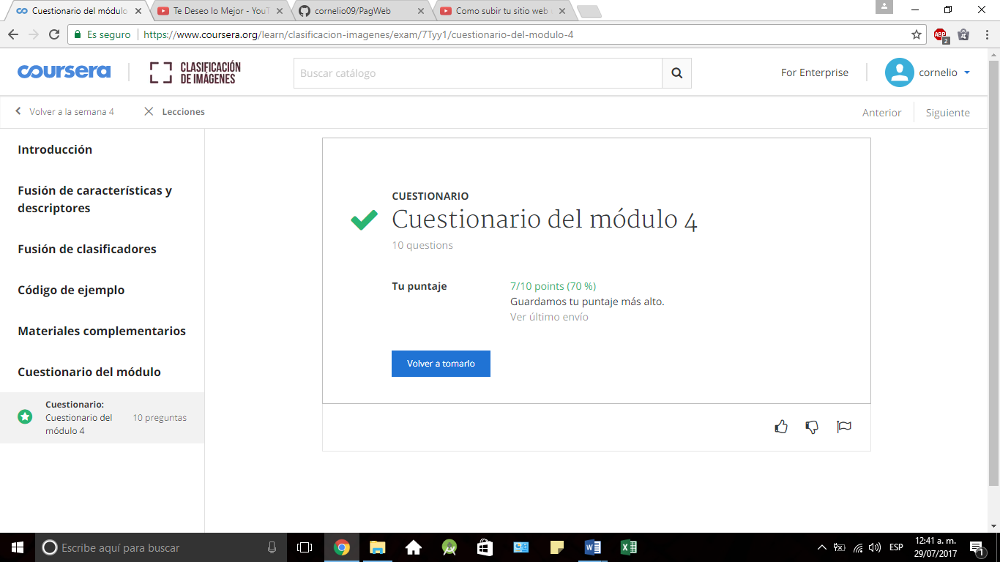 Cuestionario del módulo
Te Deseo lo Mejor - YouT
cornelio09/PagWeb
Como subir tu sitio web
Es seguro
https://www.coursera.org/learn/clasificacion-imagenes/exam/7Tyy1/cuestionario-del-modulo-4
ABP
2
coursera
CLASIFICACIÓN
DE IMÁGENES
Buscar catálogo
For Enterprise
cornelio
Volver a la semana 4
Lecciones
Anterior
Siguiente
Introducción
Fusión de características y
descriptores
Fusión de clasificadores
Código de ejemplo
Materiales complementarios
Cuestionario del módulo
Cuestionario:
Cuestionario del
módulo 4
10 preguntas
CUESTIONARIO
Cuestionario del módulo 4
10 questions
Tu puntaje
7/10 points (70 %)
Guardamos tu puntaje más alto.
Ver último envío
Volver a tomarlo
Escribe aquí para buscar
ESP
12:41 a. m.
29/07/2017
1